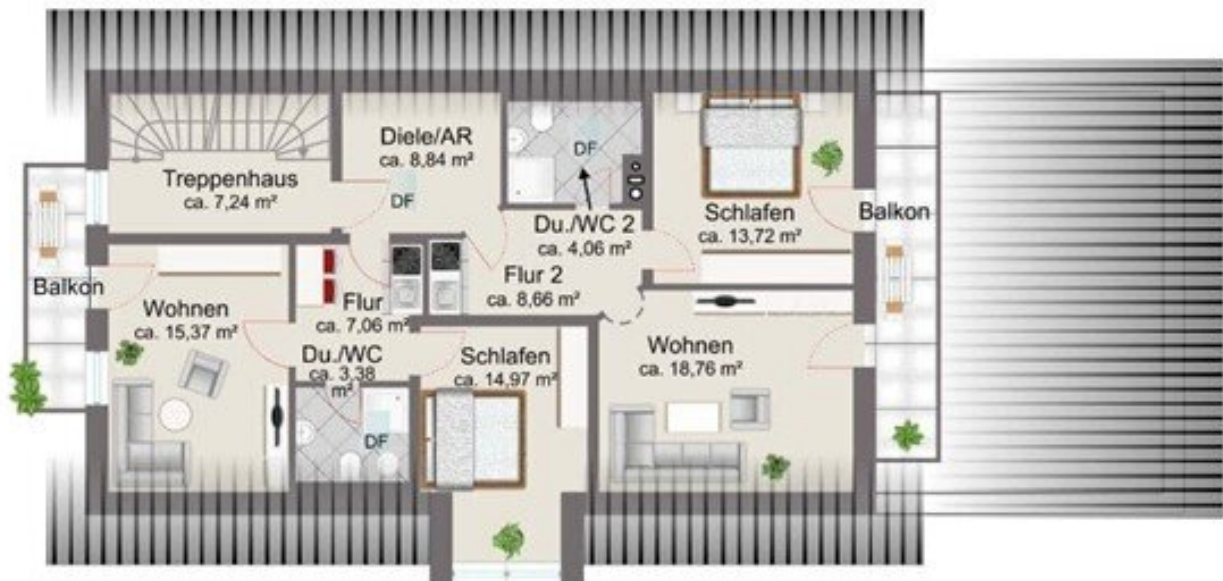 Diele/AR
ca. 8,84 m²
DF
Treppenhaus
ca. 7,24 m²
DF
Du./WC 2
ca. 4,06 m²
Schlafen
ca. 13,72 m²
Balkon
Balkon
Wohnen
ca. 15,37 m²
Flur
ca. 7,06 m²
Flur 2
ca. 8,66 m²
Du./WC
ca. 3,38
m²
Schlafen
ca. 14,97 m²
Wohnen
ca. 18,76 m²
DF